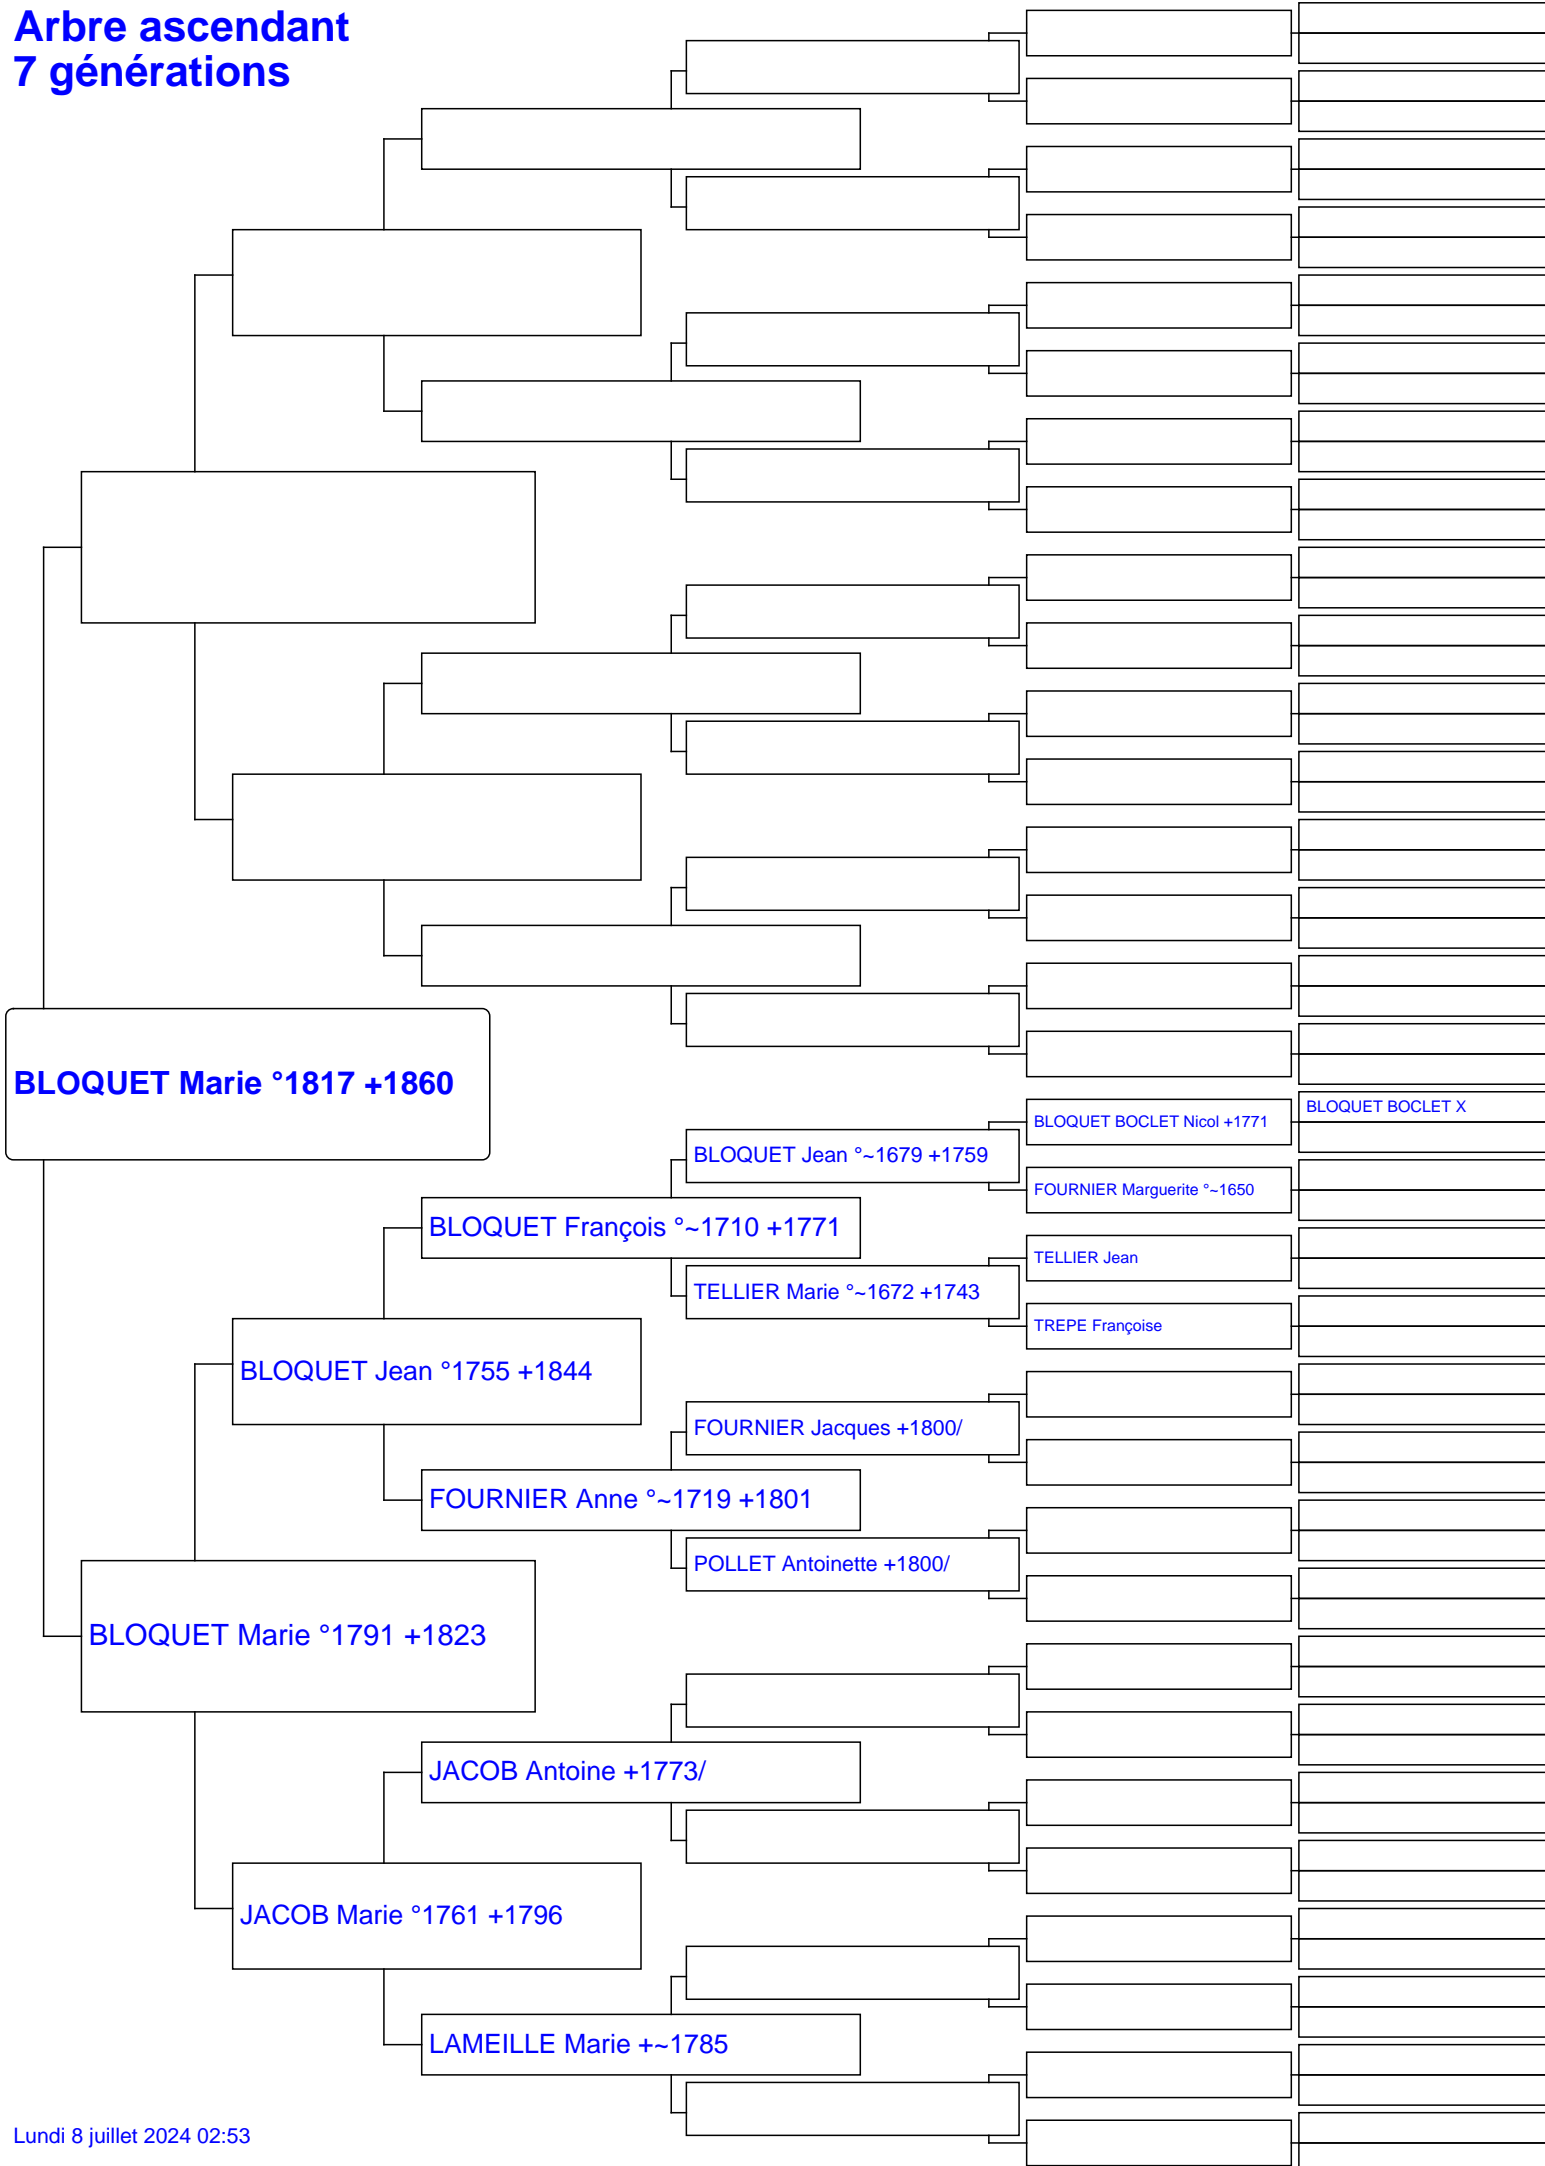 Arbre ascendant
7 générations
BLOQUET Marie °1817 +1860
BLOQUET BOCLET Nicol +1771
BLOQUET BOCLET X
BLOQUET Jean °~1679 +1759
FOURNIER Marguerite °~1650
BLOQUET François °~1710 +1771
TELLIER Jean
TELLIER Marie °~1672 +1743
TREPE Françoise
BLOQUET Jean °1755 +1844
FOURNIER Jacques +1800/
FOURNIER Anne °~1719 +1801
POLLET Antoinette +1800/
BLOQUET Marie °1791 +1823
JACOB Antoine +1773/
JACOB Marie °1761 +1796
LAMEILLE Marie +~1785
Lundi 8 juillet 2024 02:53